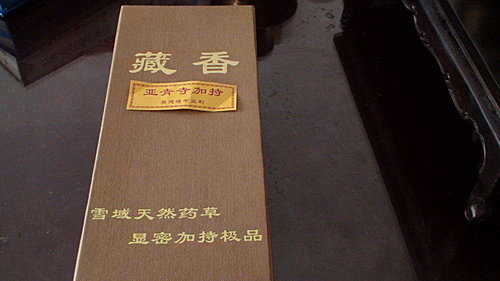 藏香
亚青寺加持
雪域天然药草
显密加持极品